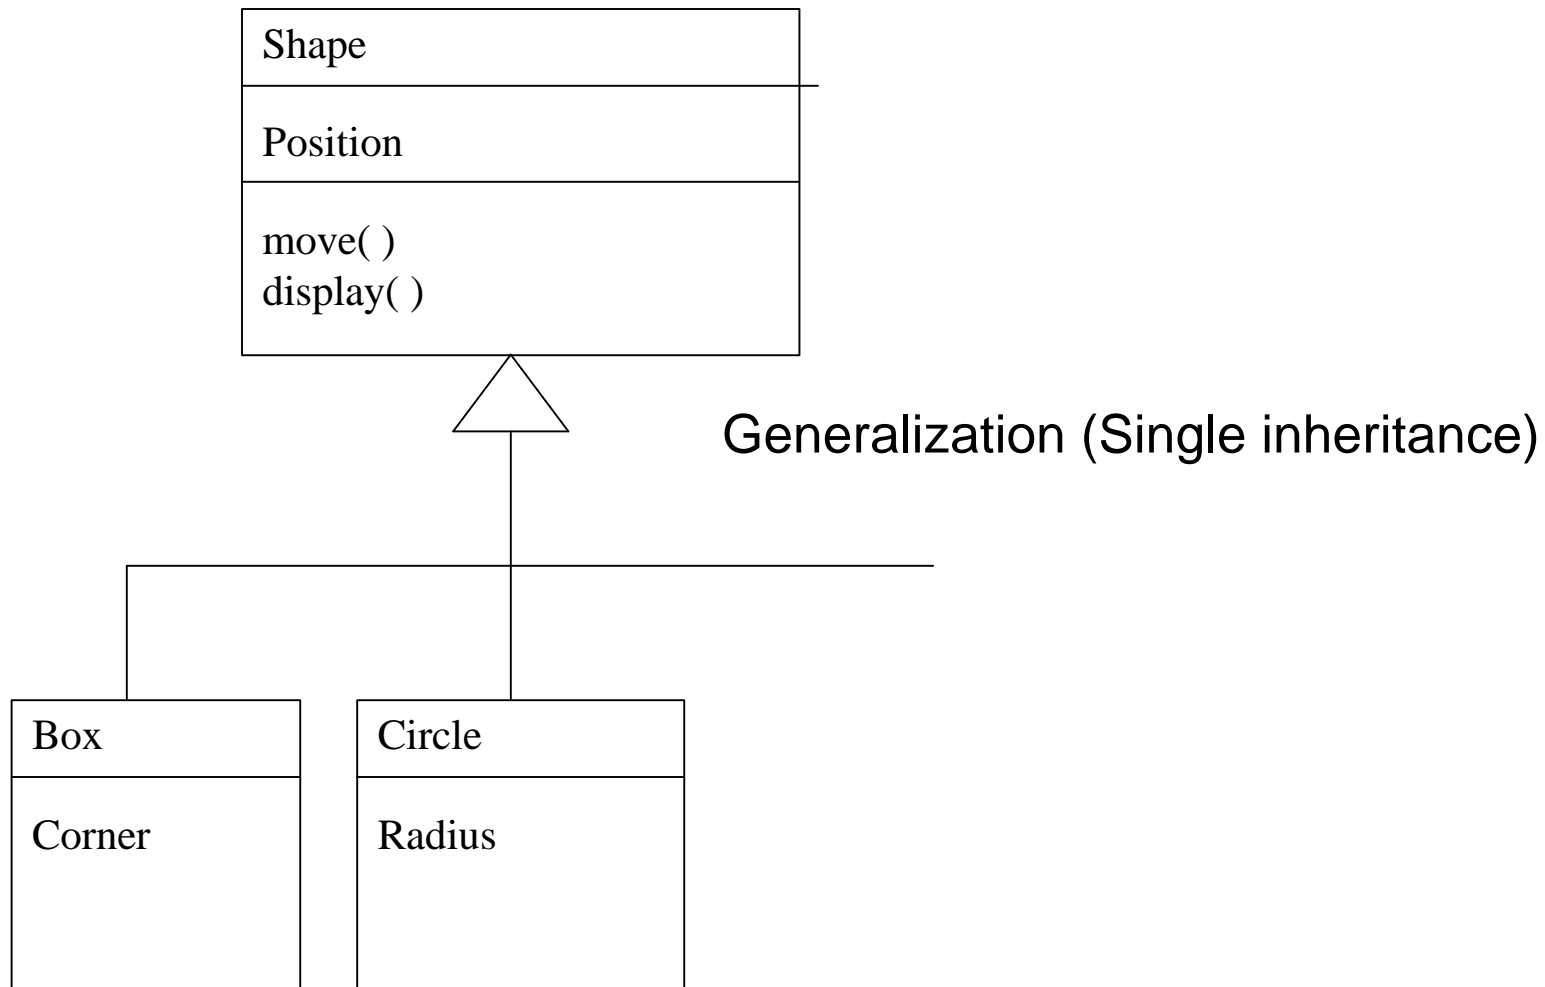 Shape
Position
move( )
display( )
Generalization (Single inheritance)
Box
Circle
Corner
Radius